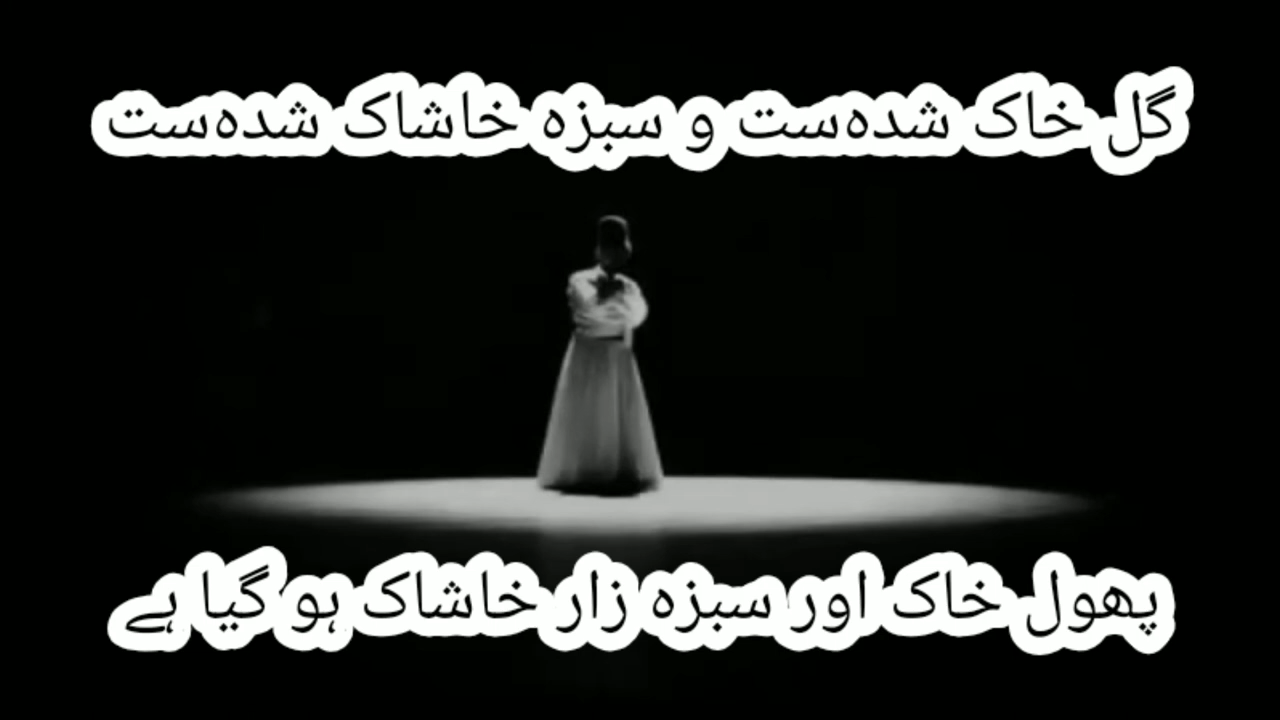 گل خاک شده‌ست و سبزه خاشاک شده‌ست
پھول خاک اور سبزہ زار خاشاک ہو گیا ہے